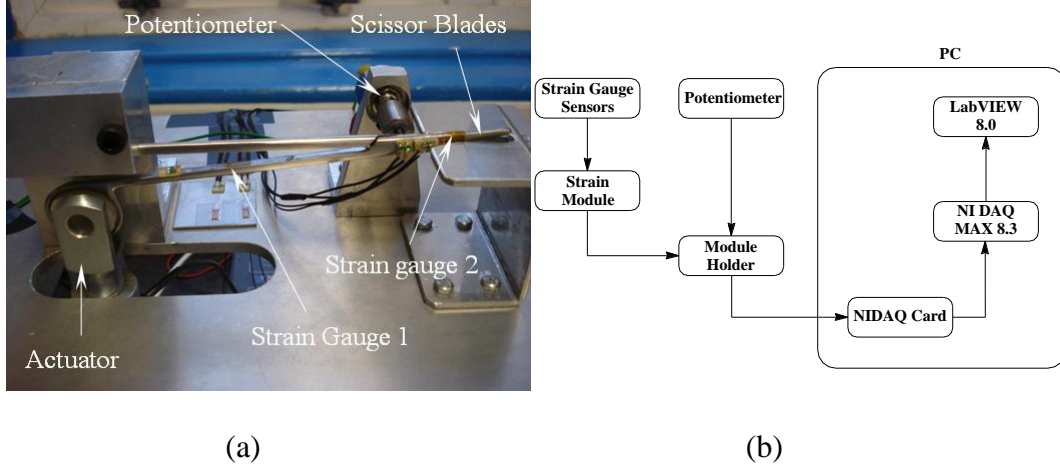 Potentiometer
Scissor Blades
Strain gauge 2
Strain Gauge 1
Actuator
(a)
PC
Strain Gauge
Sensors
Potentiometer
LabVIEW
8.0
Strain
Module
NI DAQ
MAX 8.3
Module
Holder
NIDAQ Card
(b)